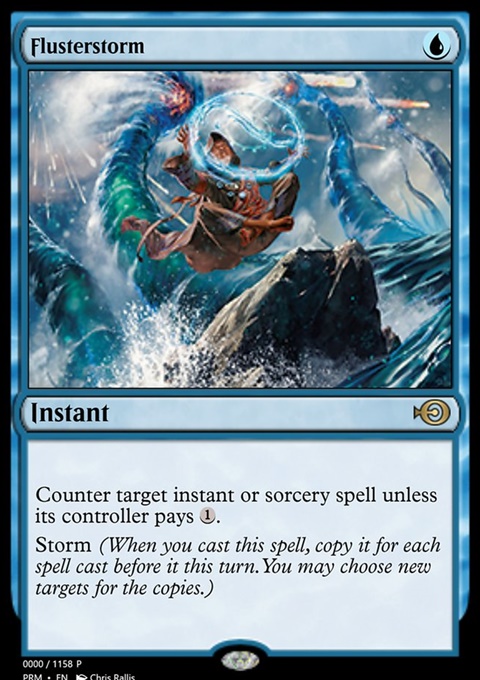 Flusterstorm
Instant
Counter target instant or sorcery spell unless
its controller pays 1.
Storm (When you cast this spell, copy it for each
spell cast before it this turn. You may choose new
targets for the copies.)
0000 / 1158 P
PRM • EN Chris Rallis